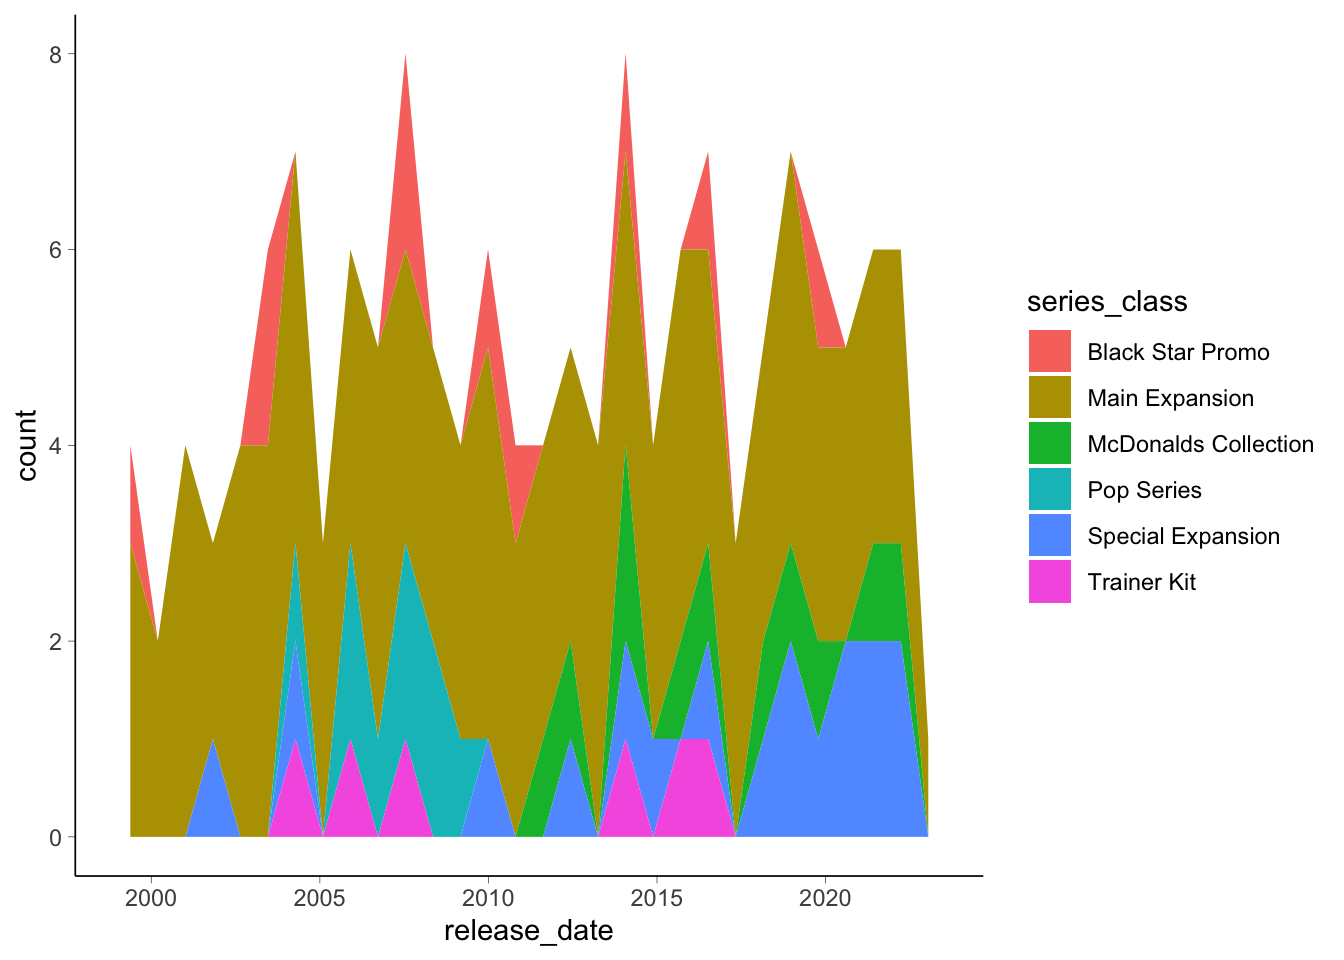 8
6
4
2
0
count
2000 2005 2010 2015 2020
release_date
series_class
Black Star Promo
Main Expansion
McDonalds Collection
Pop Series
Special Expansion
Trainer Kit